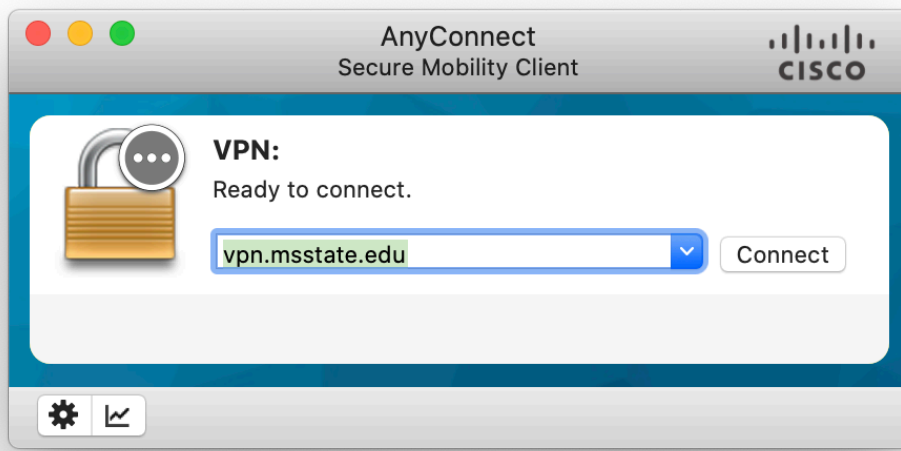 AnyConnect
Secure Mobility Client
CISCO
VPN:
Ready to connect.
vpn.msstate.edu
Connect